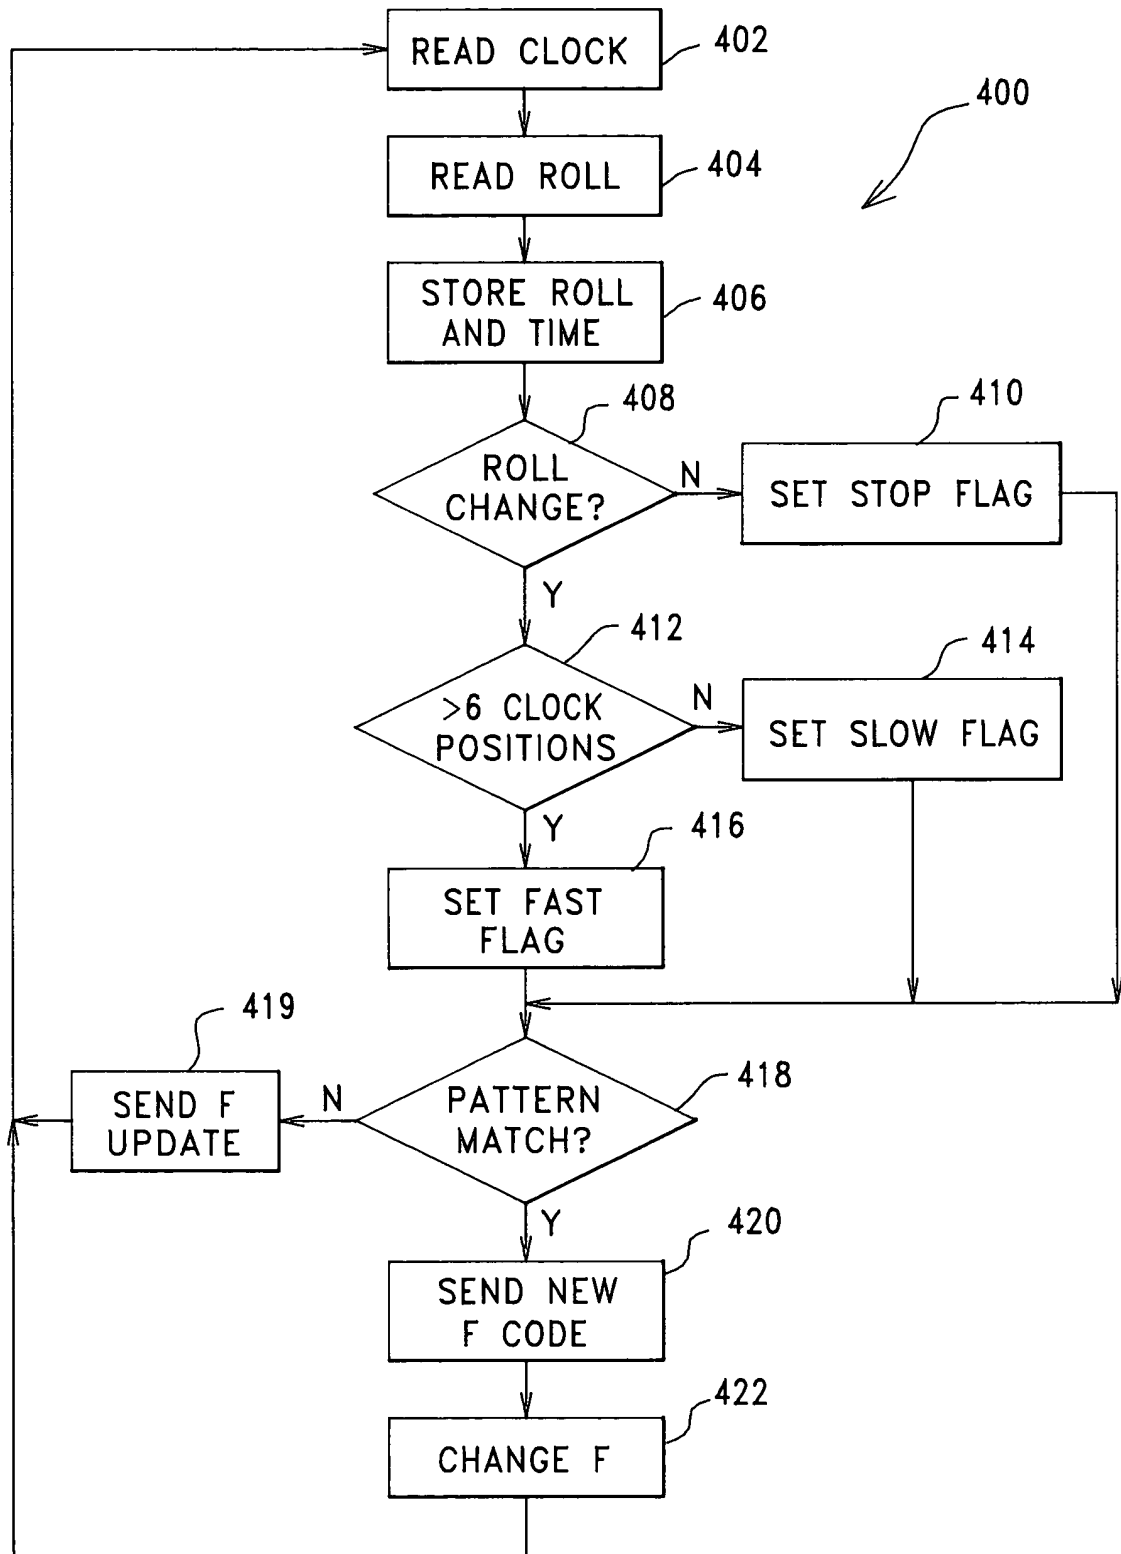 READ CLOCK
402
400
READ ROLL
404
STORE ROLL
AND TIME
406
408
ROLL
CHANGE?
N
410
SET STOP FLAG
Y
412
>6 CLOCK
POSITIONS
N
414
SET SLOW FLAG
Y
416
SET FAST
FLAG
419
SEND F
UPDATE
N
PATTERN
MATCH?
418
Y
420
SEND NEW
F CODE
422
CHANGE F